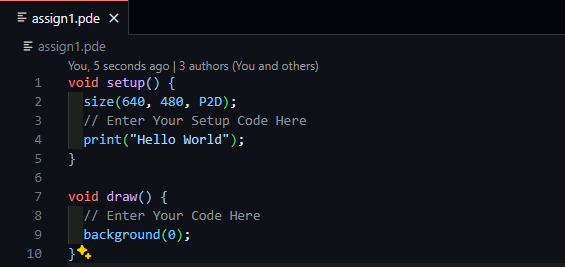 assign1.pde
assign1.pde
You, 5 seconds ago | 3 authors (You and others)
1 void setup() {
2   size(640, 480, P2D);
3   // Enter Your Setup Code Here
4   print("Hello World");
5 }
6
7 void draw() {
8   // Enter Your Code Here
9   background(0);
10 }